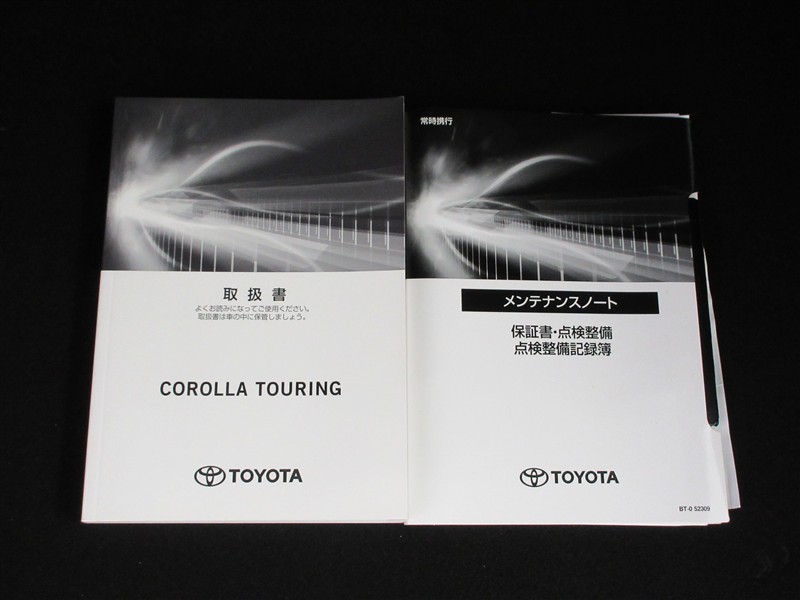 取扱書
よくお読みになってご使用ください。
取扱書は車の中に保管しましょう。
COROLLA TOURING
TOYOTA
常時携行
メンテナンスノート
保証書・点検整備
点検整備記録簿
TOYOTA
BT-0 52309